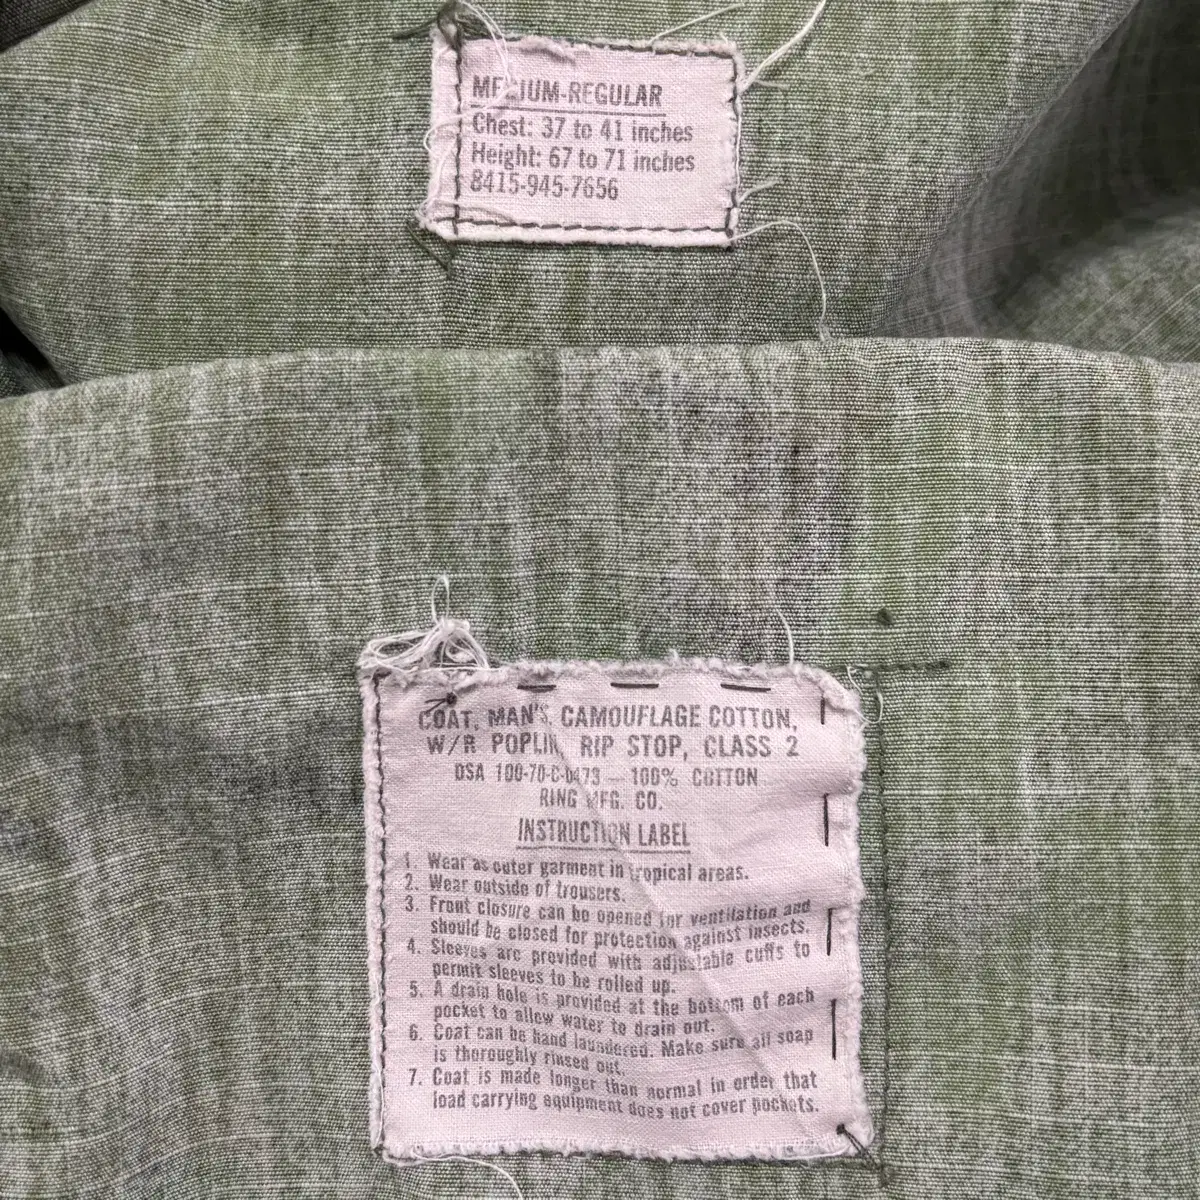 MEDIUM-REGULAR
Chest: 37 to 41 inches
Height: 67 to 71 inches
8415-945-7656
COAT, MAN'S, CAMOUFLAGE COTTON,
W/R POPLIN, RIP STOP, CLASS 2
DSA 100-70-C-0473 — 100% COTTON
RING MFG. CO.
INSTRUCTION LABEL
1. Wear as outer garment in tropical areas.
2. Wear outside of trousers.
3. Front closure can be opened for ventilation and
should be closed for protection against insects.
4. Sleeves are provided with adjustable cuffs to
permit sleeves to be rolled up.
5. A drain hole is provided at the bottom of each
pocket to allow water to drain out.
6. Coat can be hand laundered. Make sure all soap
is thoroughly rinsed out.
7. Coat is made longer than normal in order that
load carrying equipment does not cover pockets.